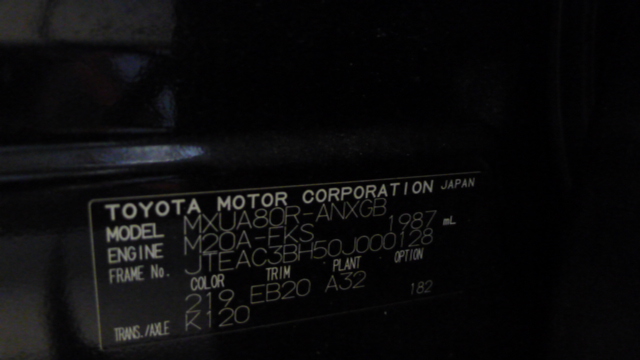 TOYOTA MOTOR CORPORATION JAPAN
MODEL MXUA80R-ANXGB
ENGINE M20A-FKS 1987 mL
FRAME No. JTEAC3BH50J000128
COLOR TRIM PLANT OPTION
219 EB20 A32
TRANS./AXLE K120 182